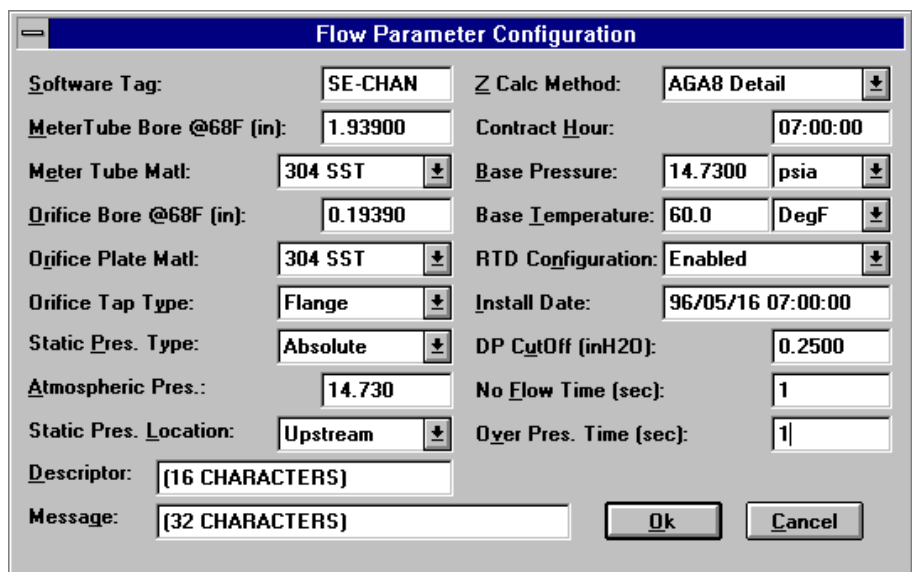 Flow Parameter Configuration
Software Tag: SE-CHAN
MeterTube Bore @68F (in): 1.93900
Meter Tube Matl: 304 SST
Orifice Bore @68F (in): 0.19390
Orifice Plate Matl: 304 SST
Orifice Tap Type: Flange
Static Pres. Type: Absolute
Atmospheric Pres.: 14.730
Static Pres. Location: Upstream
Z Calc Method: AGA8 Detail
Contract Hour: 07:00:00
Base Pressure: 14.7300 psia
Base Temperature: 60.0 DegF
RTD Configuration: Enabled
Install Date: 96/05/16 07:00:00
DP CutOff (inH2O): 0.2500
No Flow Time (sec): 1
Over Pres. Time (sec): 1
Descriptor: (16 CHARACTERS)
Message: (32 CHARACTERS)
Ok Cancel